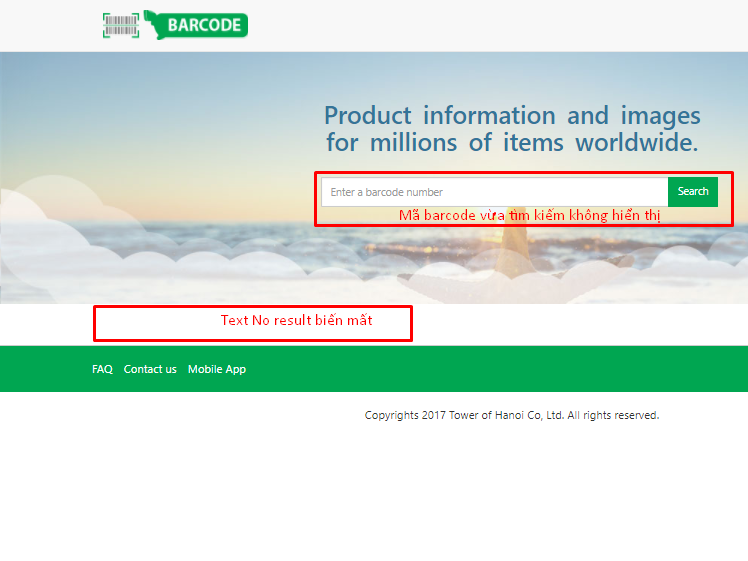 BARCODE
Product information and images
for millions of items worldwide.
Enter a barcode number
Search
Mã barcode vừa tìm kiếm không hiển thị
Text No result biến mất
FAQ Contact us Mobile App
Copyrights 2017 Tower of Hanoi Co, Ltd. All rights reserved.